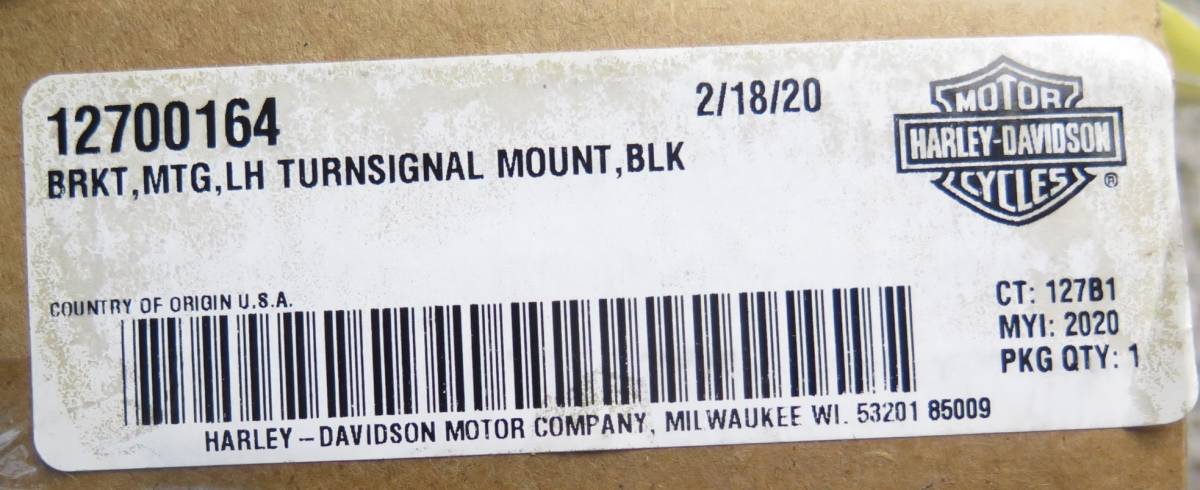 12700164
BRKT,MTG,LH TURNSIGNAL MOUNT,BLK
2/18/20
MOTOR
HARLEY-DAVIDSON
CYCLES
®
COUNTRY OF ORIGIN U.S.A.
CT: 127B1
MYI: 2020
PKG QTY: 1
HARLEY-DAVIDSON MOTOR COMPANY, MILWAUKEE WI. 53201 85009